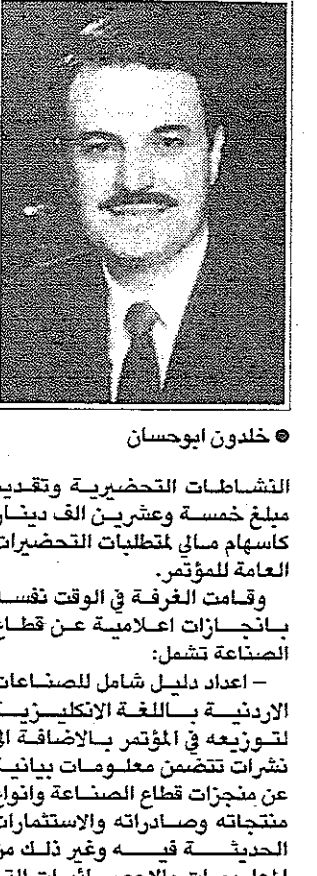 خلدون ابوحسان
النشاطات التحضيرية وتقديم
مبلغ خمسة وعشرين الف دينار
كاسهام مالي لمتطلبات التحضيرات
العامة للمؤتمر.
وقامت الغرفة في الوقت نفسه
بانجازات اعلامية عن قطاع
الصناعة تشمل:
– اعداد دليل شامل للصناعات
الاردنية باللغة الانكليزية
لتوزيعه في المؤتمر بالاضافة الى
نشرات تتضمن معلومات بيانية
عن منجزات قطاع الصناعة وانواع
منتجاته وصادراته والاستثمارات
الحديثة فيه وغير ذلك من